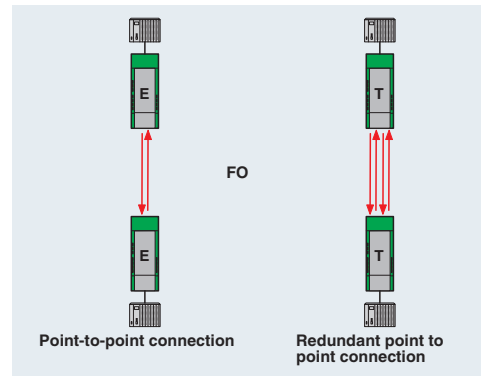 E
T
FO
E
T
Point-to-point connection
Redundant point to
point connection